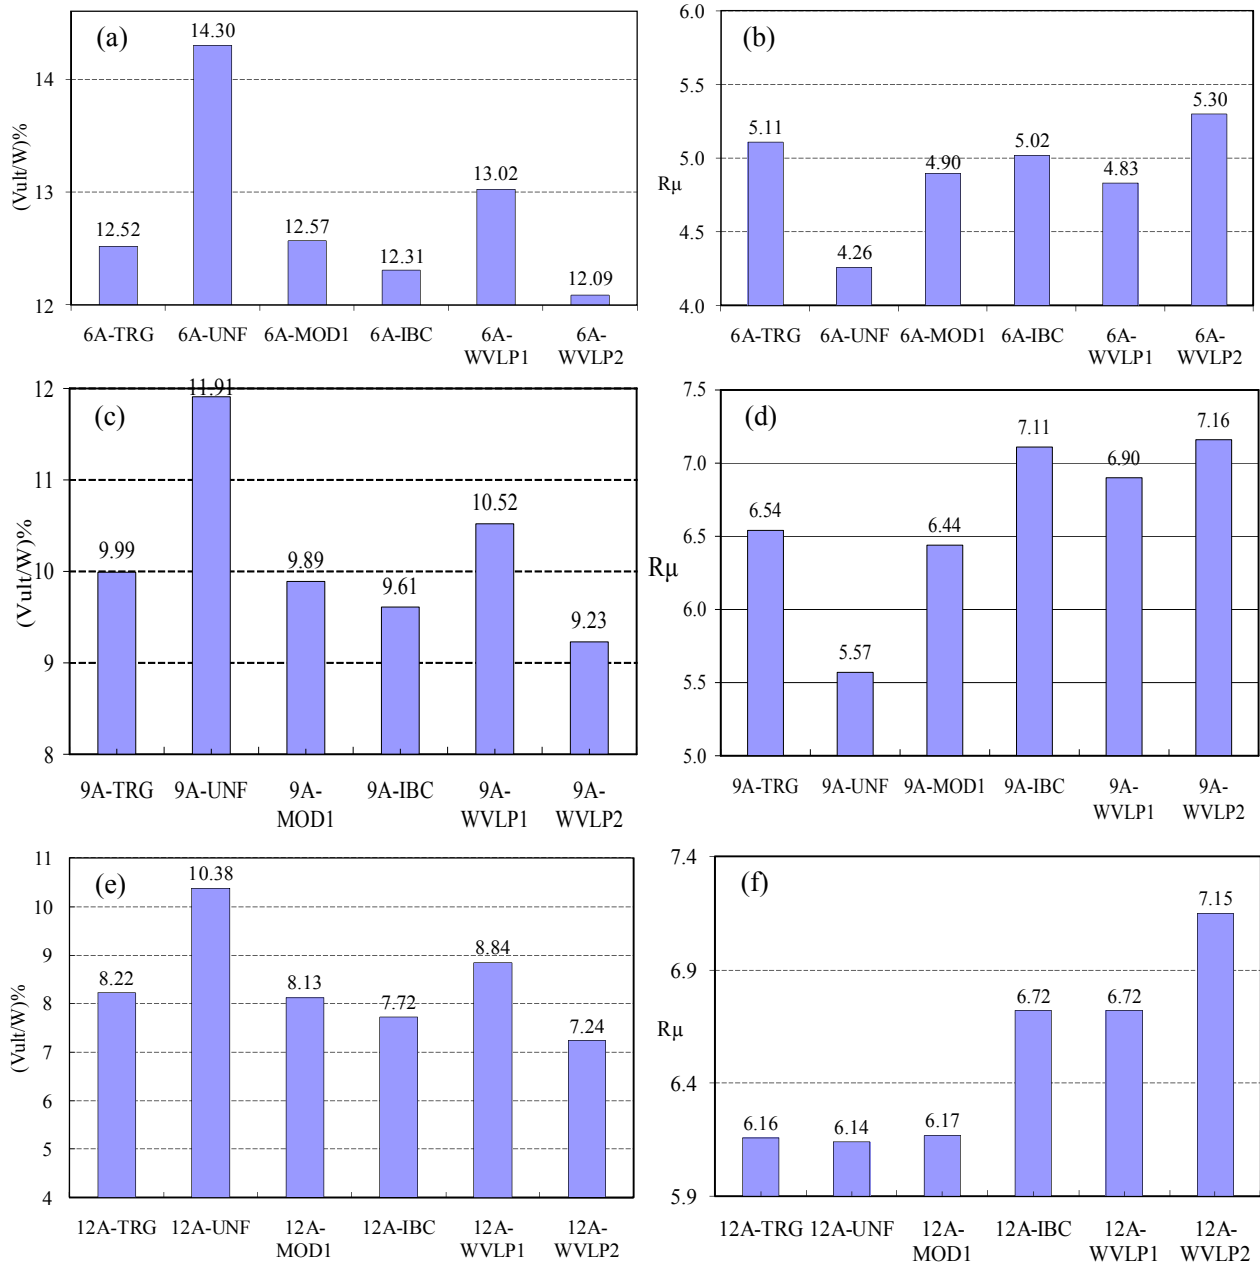 (a)
(Vult/W)%
14
13
12
12.52
14.30
12.57
12.31
13.02
12.09
6A-TRG 6A-UNF 6A-MOD1 6A-IBC 6A- 6A-
WVLP1 WVLP2
(b)
Rμ
6.0
5.5
5.0
4.5
4.0
5.11
4.26
4.90
5.02
4.83
5.30
6A-TRG 6A-UNF 6A-MOD1 6A-IBC 6A- 6A-
WVLP1 WVLP2
(c)
(Vult/W)%
12
11
10
9
8
9.99
11.91
9.89
9.61
10.52
9.23
9A-TRG 9A-UNF 9A- 9A-IBC 9A- 9A-
MOD1 WVLP1 WVLP2
(d)
Rμ
7.5
7.0
6.5
6.0
5.5
5.0
6.54
5.57
6.44
7.11
6.90
7.16
9A-TRG 9A-UNF 9A-MOD1 9A-IBC 9A- 9A-
WVLP1 WVLP2
(e)
(Vult/W)%
11
10
9
8
7
6
5
4
8.22
10.38
8.13
7.72
8.84
7.24
12A-TRG 12A-UNF 12A- 12A-IBC 12A- 12A-
MOD1 WVLP1 WVLP2
(f)
Rμ
7.4
6.9
6.4
5.9
6.16
6.14
6.17
6.72
6.72
7.15
12A-TRG 12A-UNF 12A- 12A-IBC 12A- 12A-
MOD1 WVLP1 WVLP2